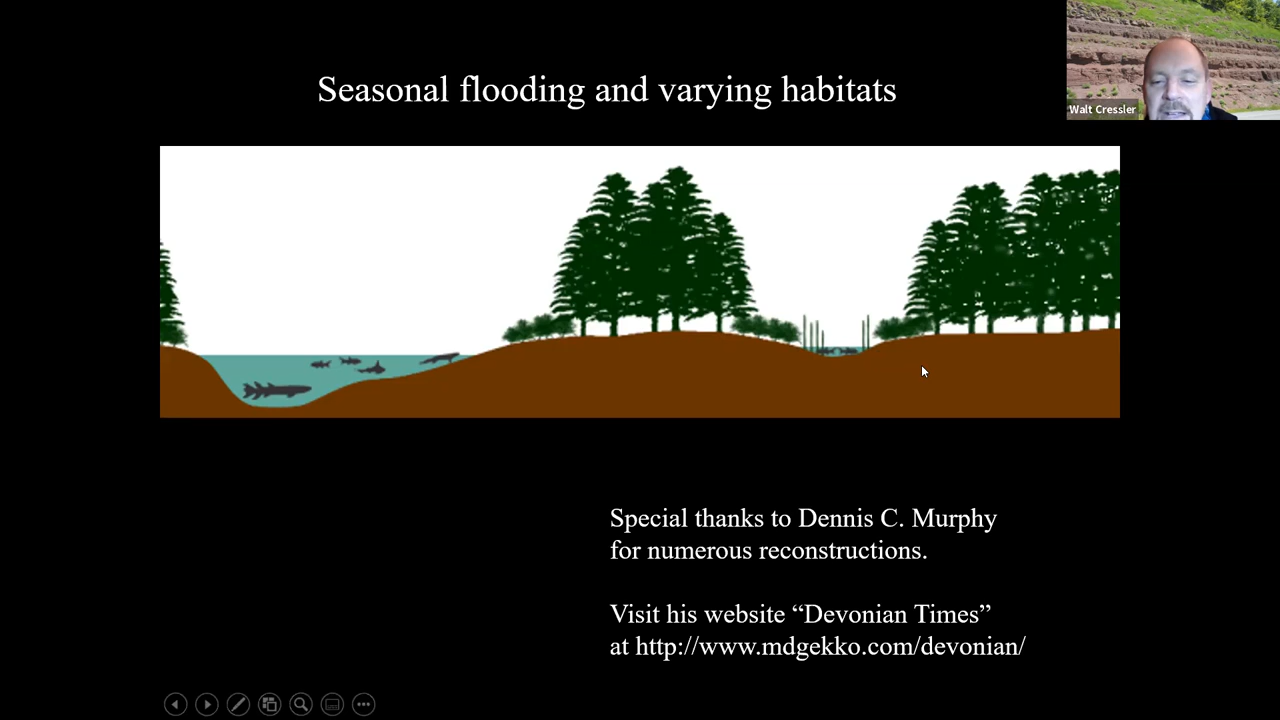 Seasonal flooding and varying habitats
Walt Cressler
Special thanks to Dennis C. Murphy
for numerous reconstructions.
Visit his website “Devonian Times”
at http://www.mdgekko.com/devonian/